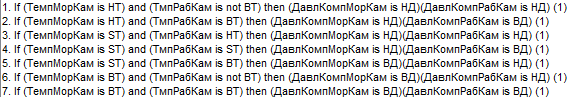 1. If (ТемпМорКам is НТ) and (ТмпРабКам is not ВТ) then (ДавлКомпМорКам is НД)(ДавлКомпРабКам is НД) (1)
2. If (ТемпМорКам is НТ) and (ТмпРабКам is ВТ) then (ДавлКомпМорКам is НД)(ДавлКомпРабКам is ВД) (1)
3. If (ТемпМорКам is СТ) and (ТмпРабКам is НТ) then (ДавлКомпМорКам is НД)(ДавлКомпРабКам is НД) (1)
4. If (ТемпМорКам is СТ) and (ТмпРабКам is СТ) then (ДавлКомпМорКам is НД)(ДавлКомпРабКам is ВД) (1)
5. If (ТемпМорКам is СТ) and (ТмпРабКам is ВТ) then (ДавлКомпМорКам is НД)(ДавлКомпРабКам is ВД) (1)
6. If (ТемпМорКам is ВТ) and (ТмпРабКам is not ВТ) then (ДавлКомпМорКам is ВД)(ДавлКомпРабКам is НД) (1)
7. If (ТемпМорКам is ВТ) and (ТмпРабКам is ВТ) then (ДавлКомпМорКам is ВД)(ДавлКомпРабКам is ВД) (1)